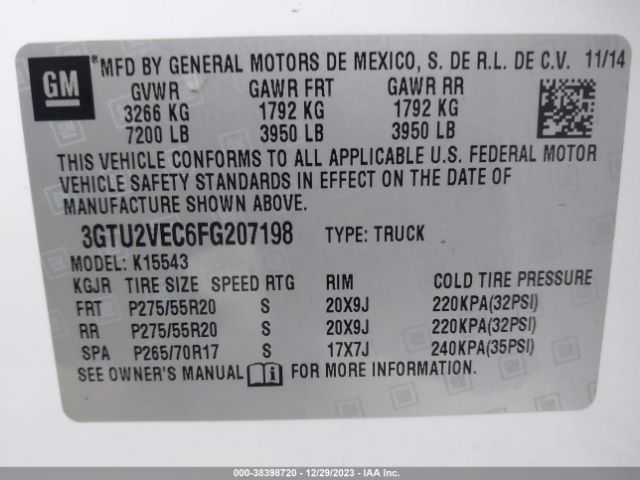 GM
® MFD BY GENERAL MOTORS DE MEXICO, S. DE R.L. DE C.V. 11/14
GVWR GAWR FRT GAWR RR
3266 KG 1792 KG 1792 KG
7200 LB 3950 LB 3950 LB
THIS VEHICLE CONFORMS TO ALL APPLICABLE U.S. FEDERAL MOTOR
VEHICLE SAFETY STANDARDS IN EFFECT ON THE DATE OF
MANUFACTURE SHOWN ABOVE.
3GTU2VEC6FG207198 TYPE: TRUCK
MODEL: K15543
KGJR TIRE SIZE SPEED RTG RIM COLD TIRE PRESSURE
FRT P275/55R20 S 20X9J 220KPA(32PSI)
RR P275/55R20 S 20X9J 220KPA(32PSI)
SPA P265/70R17 S 17X7J 240KPA(35PSI)
SEE OWNER'S MANUAL FOR MORE INFORMATION.
000-38398720 - 12/29/2023 - IAA Inc.